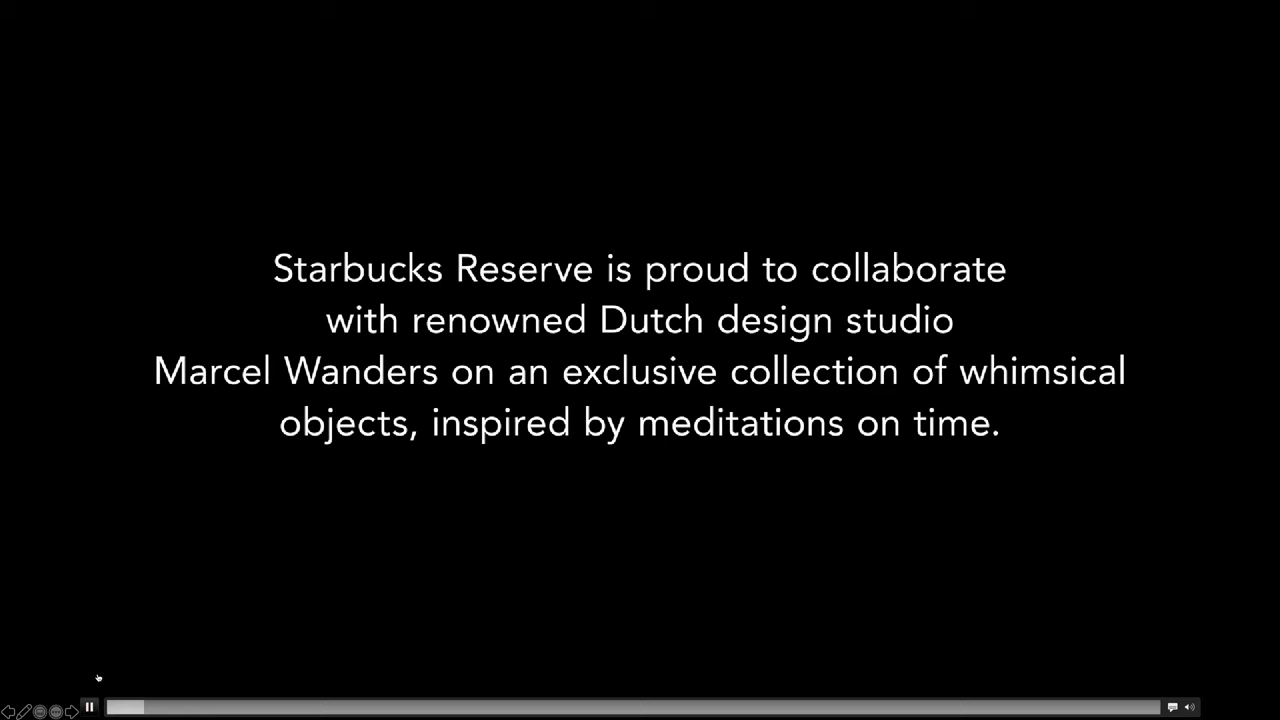 Starbucks Reserve is proud to collaborate
with renowned Dutch design studio
Marcel Wanders on an exclusive collection of whimsical
objects, inspired by meditations on time.